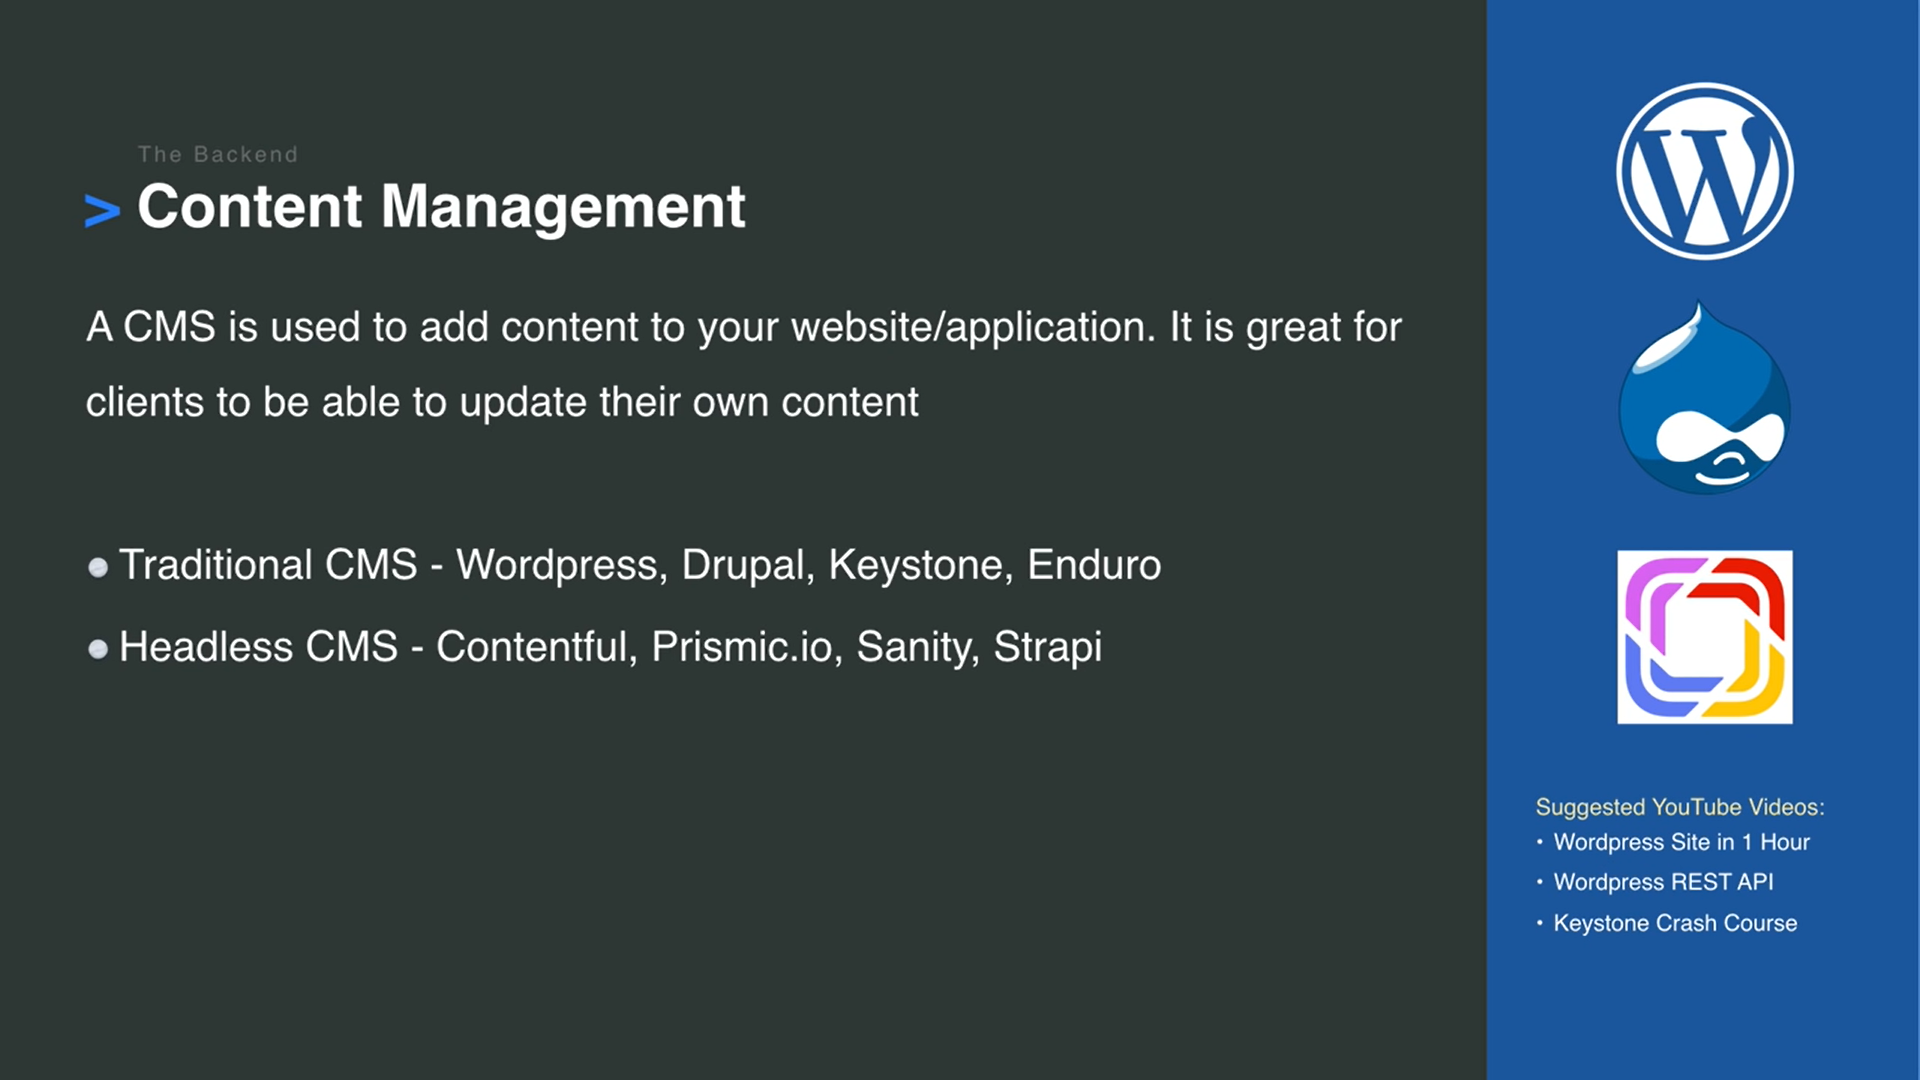 The Backend
> Content Management
A CMS is used to add content to your website/application. It is great for
clients to be able to update their own content
• Traditional CMS - Wordpress, Drupal, Keystone, Enduro
• Headless CMS - Contentful, Prismic.io, Sanity, Strapi
W
Suggested YouTube Videos:
• Wordpress Site in 1 Hour
• Wordpress REST API
• Keystone Crash Course